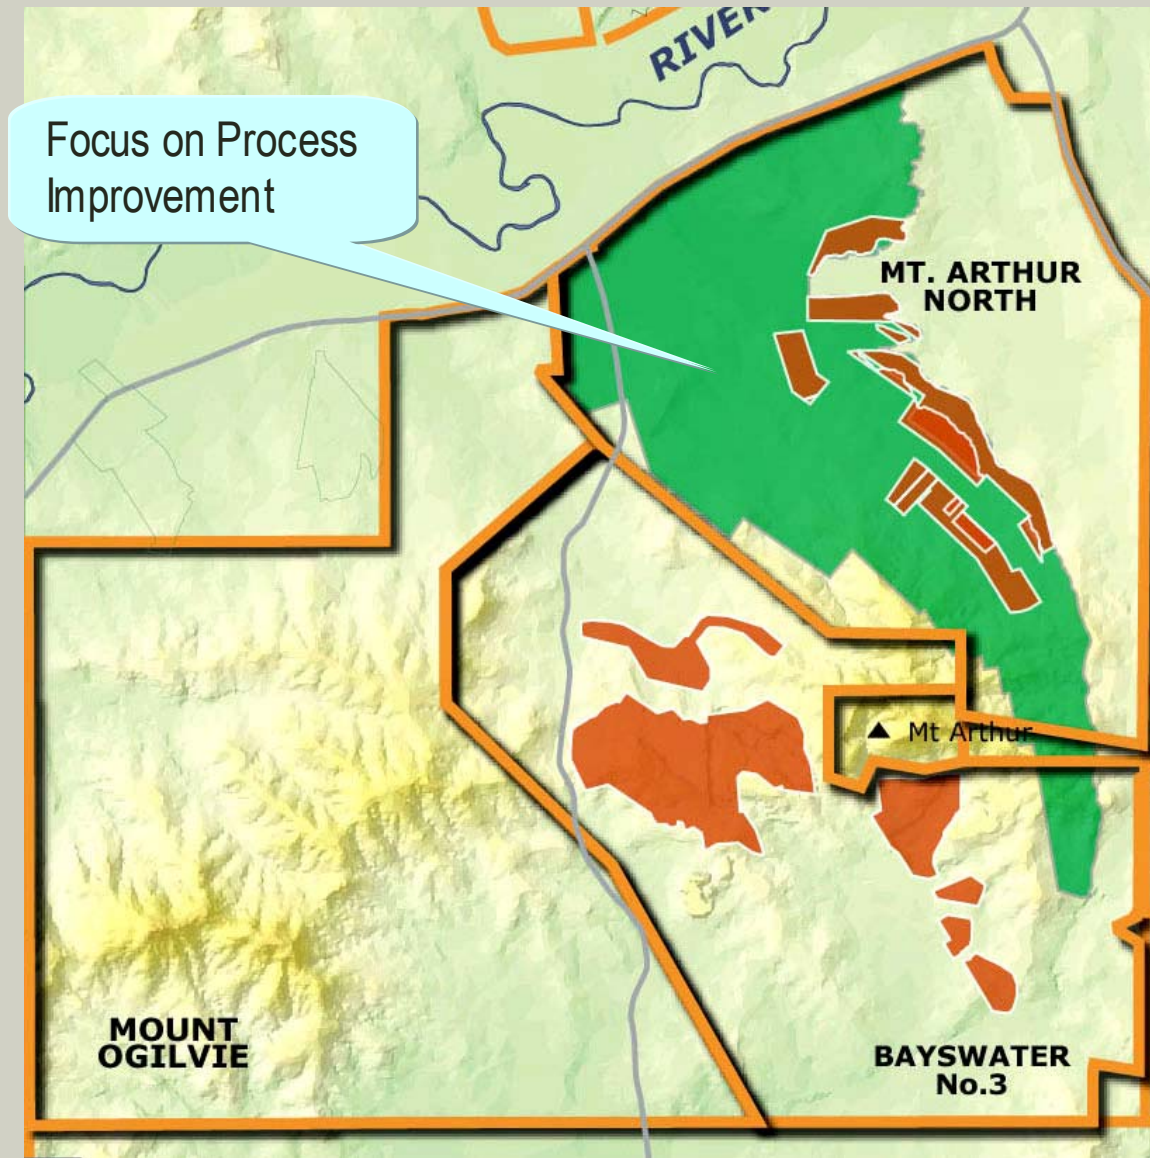 RIVER
Focus on Process
Improvement
MT. ARTHUR
NORTH
Mt Arthur
MOUNT
OGILVIE
BAYSWATER
No.3